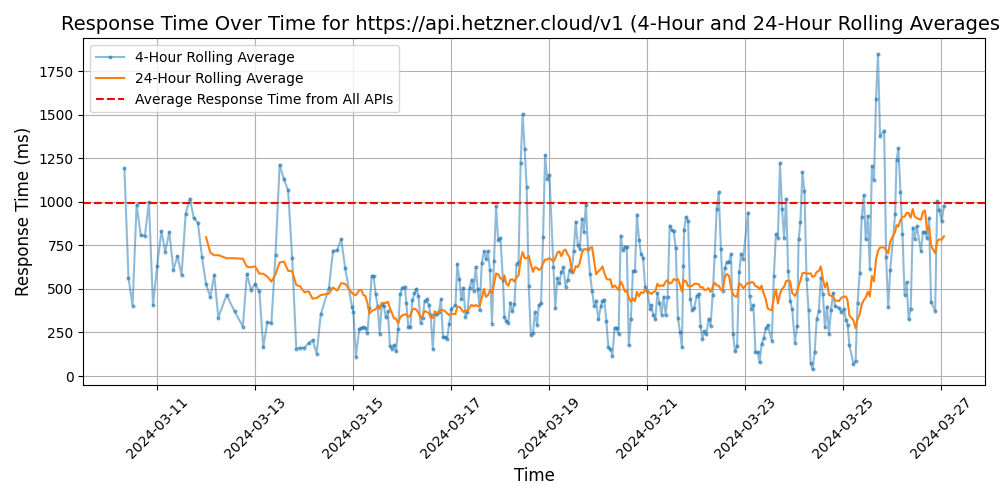 Response Time Over Time for https://api.hetzner.cloud/v1 (4-Hour and 24-Hour Rolling Averages
4-Hour Rolling Average
24-Hour Rolling Average
Average Response Time from All APIs
Response Time (ms)
1750
1500
1250
1000
750
500
250
0
2024-03-11
2024-03-13
2024-03-15
2024-03-17
2024-03-19
2024-03-21
2024-03-23
2024-03-25
2024-03-27
Time